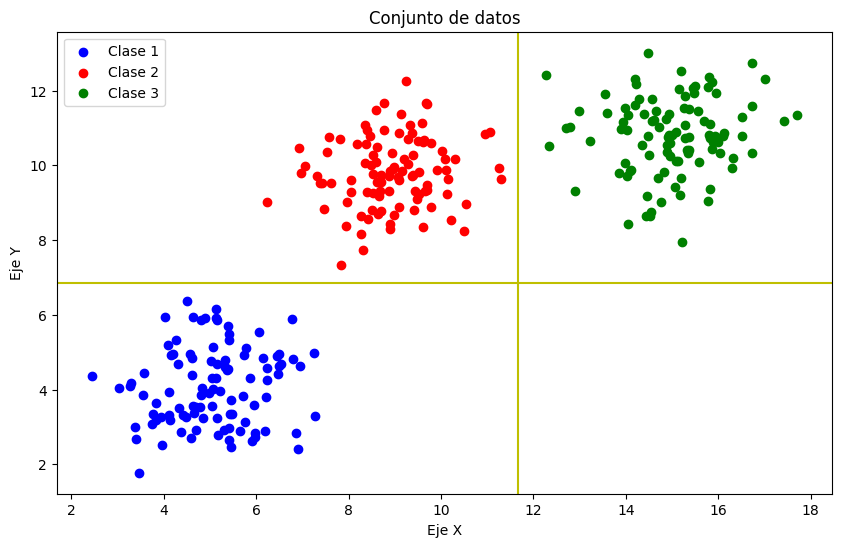 Conjunto de datos
Clase 1
Clase 2
Clase 3
Eje Y
12
10
8
6
4
2
2 4 6 8 10 12 14 16 18
Eje X